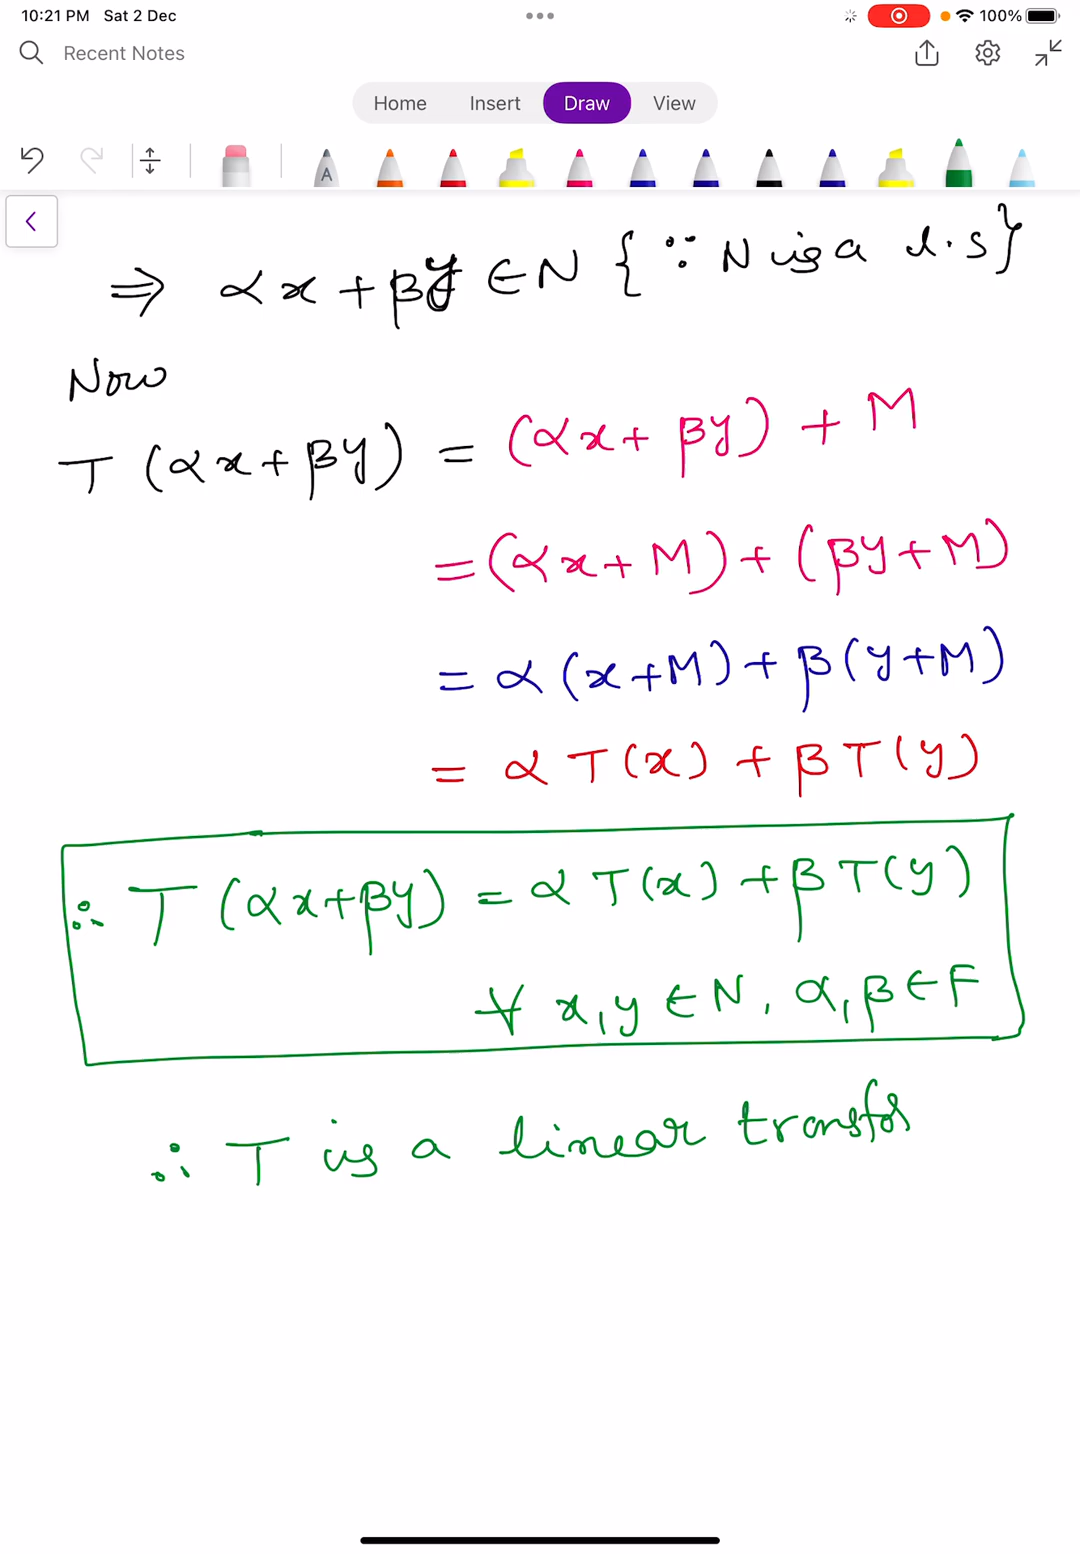 10:21 PM Sat 2 Dec 100%
Recent Notes
Home Insert Draw View
A
⇒ αx + βy ∈ N { ∵ N is a l.s}
Now
T (αx + βy) = (αx + βy) + M
= (αx + M) + (βy + M)
= α (x + M) + β (y + M)
= α T(x) + β T(y)
∴ T (αx + βy) = α T(x) + β T(y)
∀ x, y ∈ N, α, β ∈ F
∴ T is a linear transfor